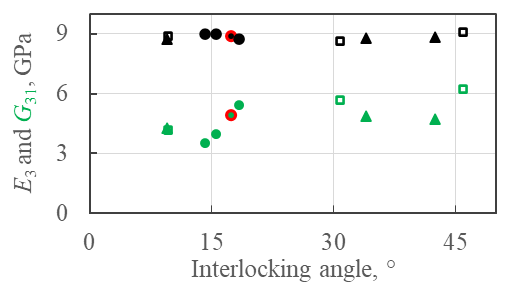 E₃ and G₃₁, GPa
9
6
3
0
0 15 30 45
Interlocking angle, °